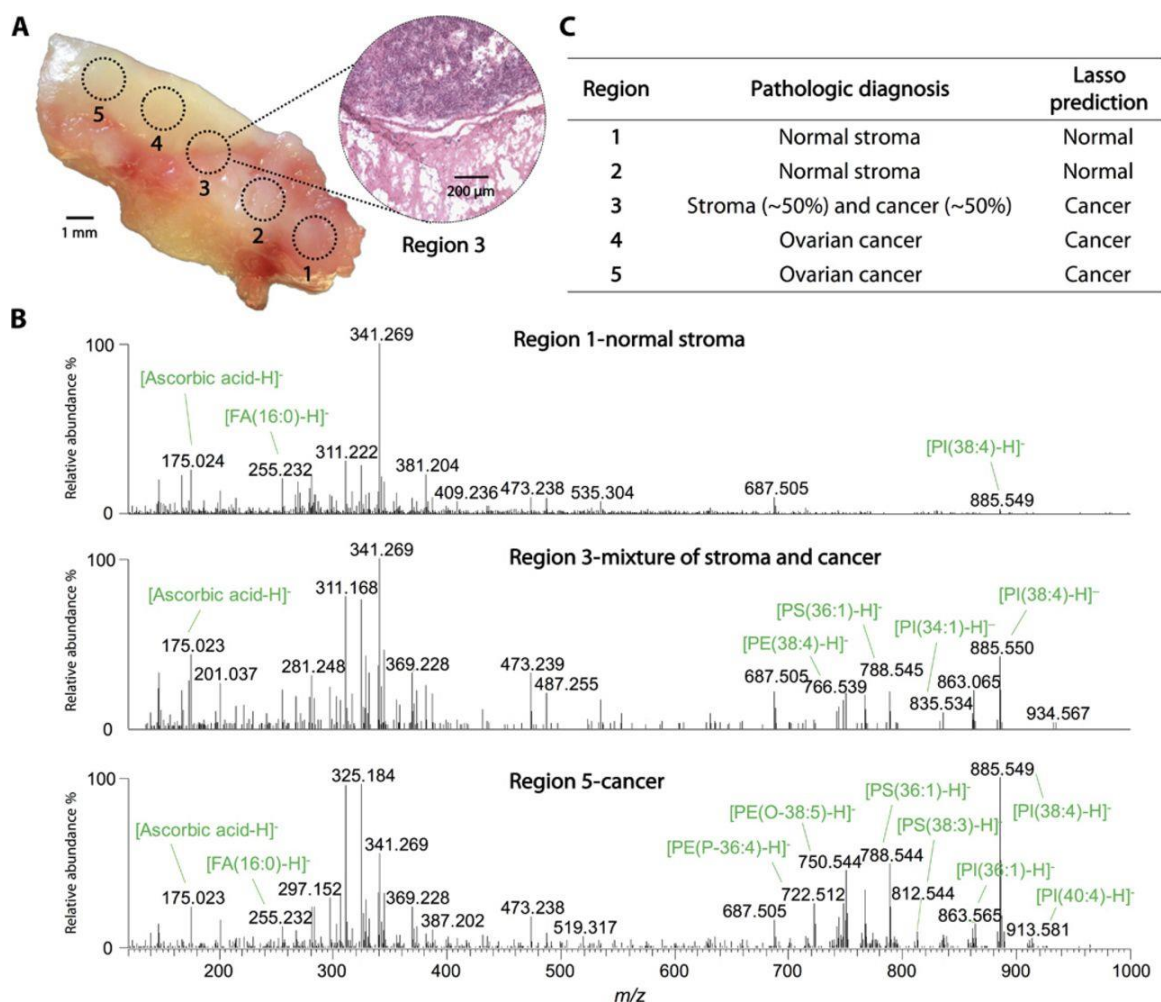 A
5
4
3
2
1
1 mm
200 µm
Region 3
C
Region Pathologic diagnosis Lasso prediction
1 Normal stroma Normal
2 Normal stroma Normal
3 Stroma (~50%) and cancer (~50%) Cancer
4 Ovarian cancer Cancer
5 Ovarian cancer Cancer
B
Region 1-normal stroma
Relative abundance %
100
0
[Ascorbic acid-H]-
175.024
[FA(16:0)-H]-
255.232
311.222
341.269
381.204
409.236
473.238
535.304
687.505
[PI(38:4)-H]-
885.549
Region 3-mixture of stroma and cancer
Relative abundance %
100
0
[Ascorbic acid-H]-
175.023
201.037
281.248
311.168
341.269
369.228
473.239
487.255
687.505
[PE(38:4)-H]-
766.539
[PS(36:1)-H]-
788.545
[PI(34:1)-H]–
835.534
863.065
[PI(38:4)-H]–
885.550
934.567
Region 5-cancer
Relative abundance %
100
0
[Ascorbic acid-H]-
175.023
[FA(16:0)-H]-
255.232
297.152
325.184
341.269
369.228
387.202
473.238
519.317
687.505
[PE(P-36:4)-H]-
722.512
[PE(O-38:5)-H]-
750.544
[PS(36:1)-H]-
788.544
[PS(38:3)-H]-
812.544
[PI(36:1)-H]-
863.565
885.549
[PI(38:4)-H]-
[PI(40:4)-H]-
913.581
200 300 400 500 600 700 800 900 1000
m/z